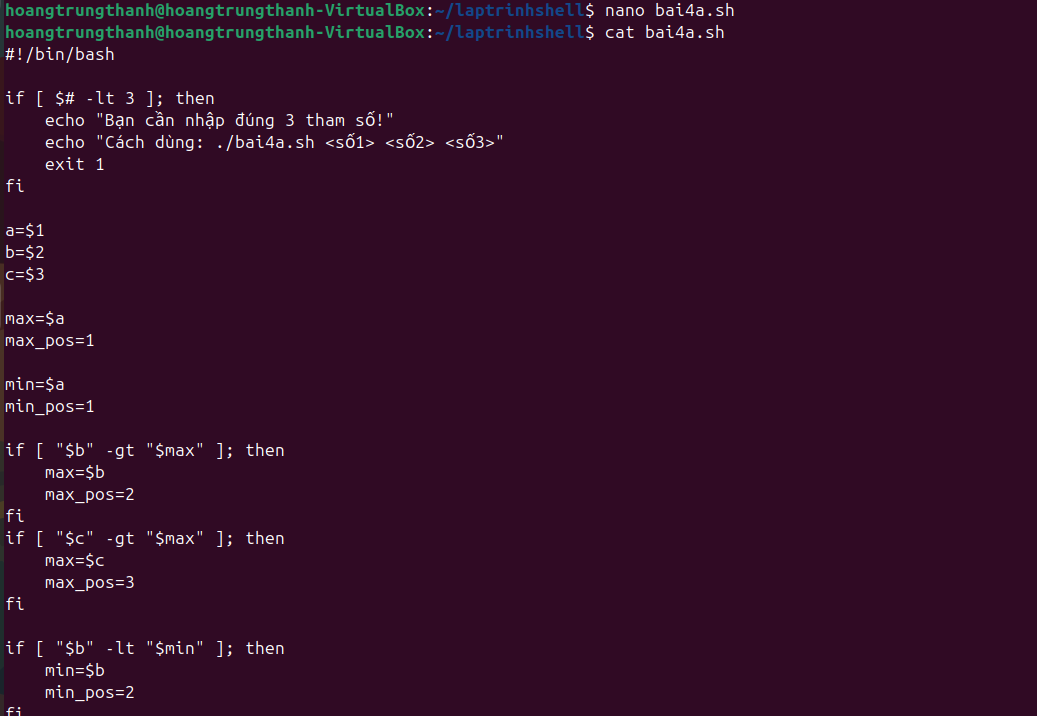 hoangtrungthanh@hoangtrungthanh-VirtualBox:~/laptrinhshell$ nano bai4a.sh
hoangtrungthanh@hoangtrungthanh-VirtualBox:~/laptrinhshell$ cat bai4a.sh
#!/bin/bash

if [ $# -lt 3 ]; then
    echo "Bạn cần nhập đúng 3 tham số!"
    echo "Cách dùng: ./bai4a.sh <số1> <số2> <số3>"
    exit 1
fi

a=$1
b=$2
c=$3

max=$a
max_pos=1

min=$a
min_pos=1

if [ "$b" -gt "$max" ]; then
    max=$b
    max_pos=2
fi
if [ "$c" -gt "$max" ]; then
    max=$c
    max_pos=3
fi

if [ "$b" -lt "$min" ]; then
    min=$b
    min_pos=2
fi